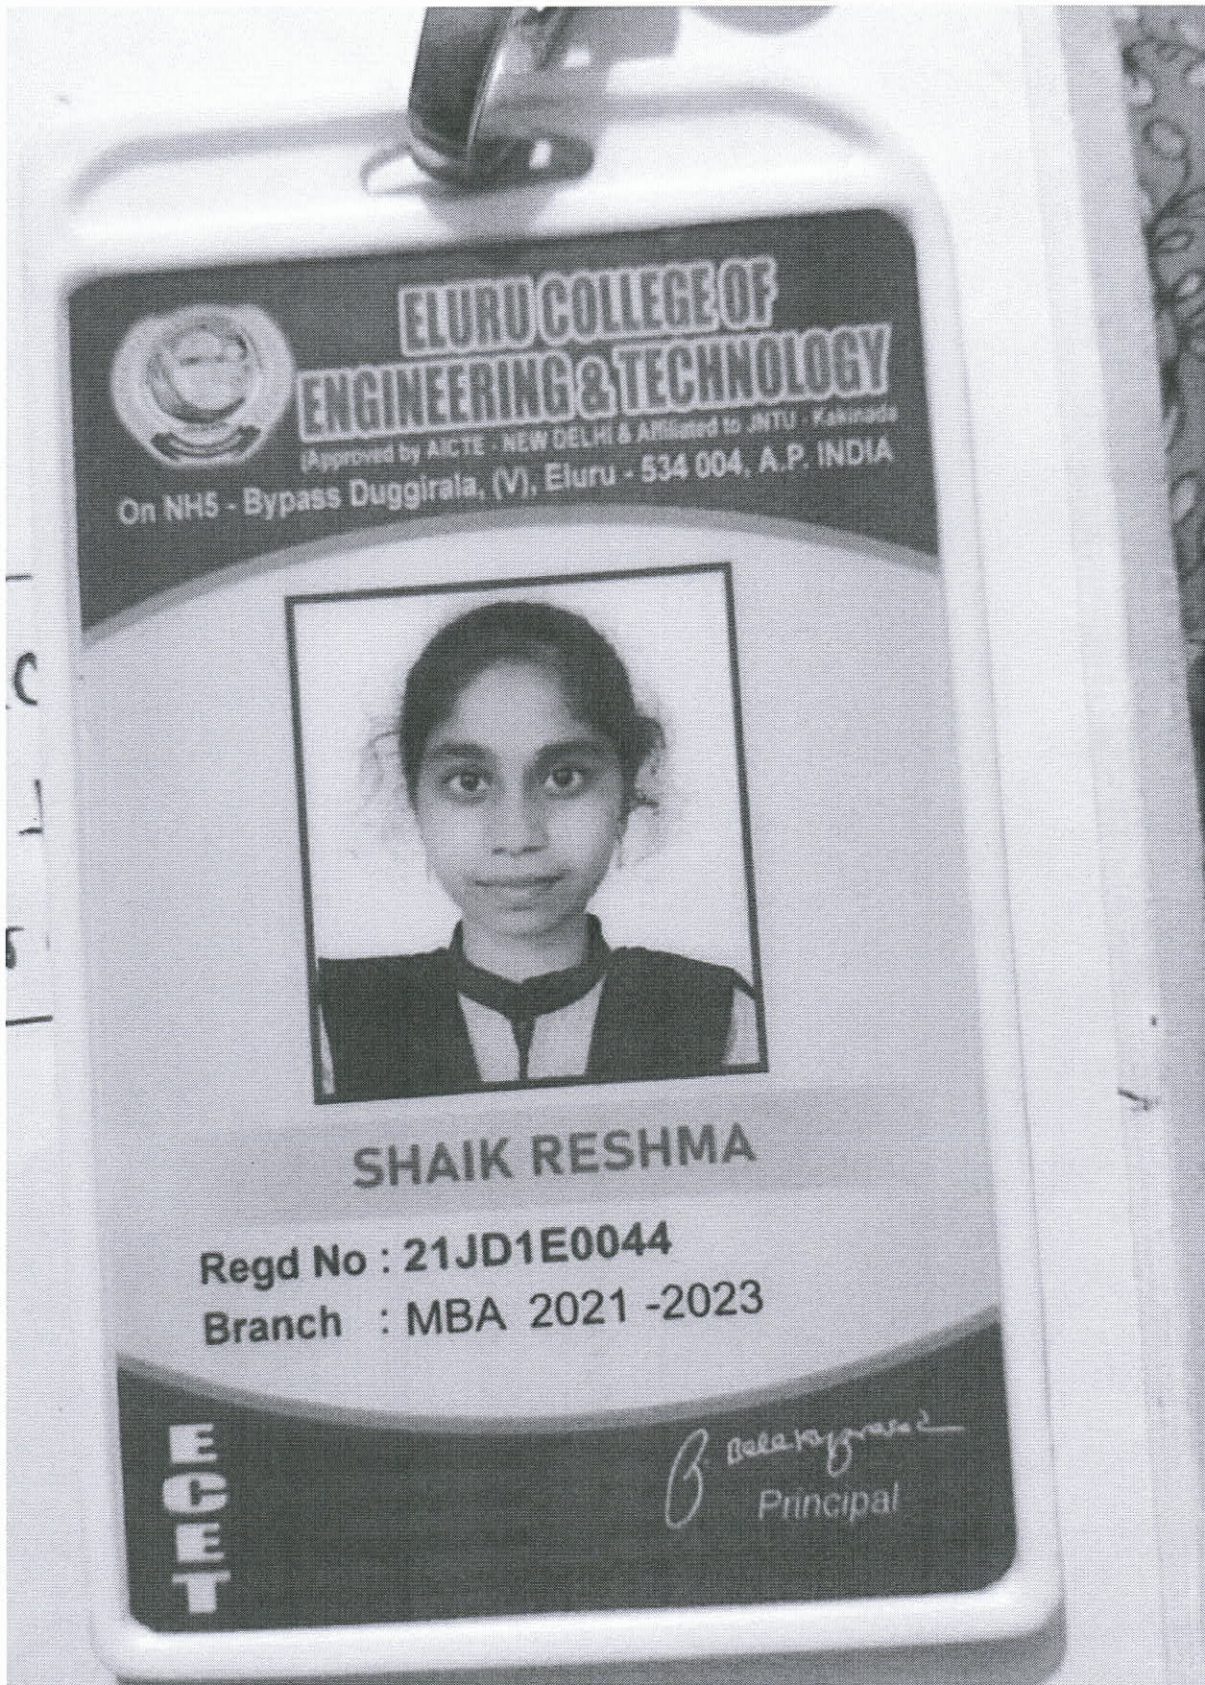 ELURU COLLEGE OF
ENGINEERING & TECHNOLOGY
(Approved by AICTE - NEW DELHI & Affiliated to JNTU - Kakinada
On NH5 - Bypass Duggirala, (V), Eluru - 534 004, A.P. INDIA
SHAIK RESHMA
Regd No : 21JD1E0044
Branch : MBA 2021 -2023
ECET
Principal